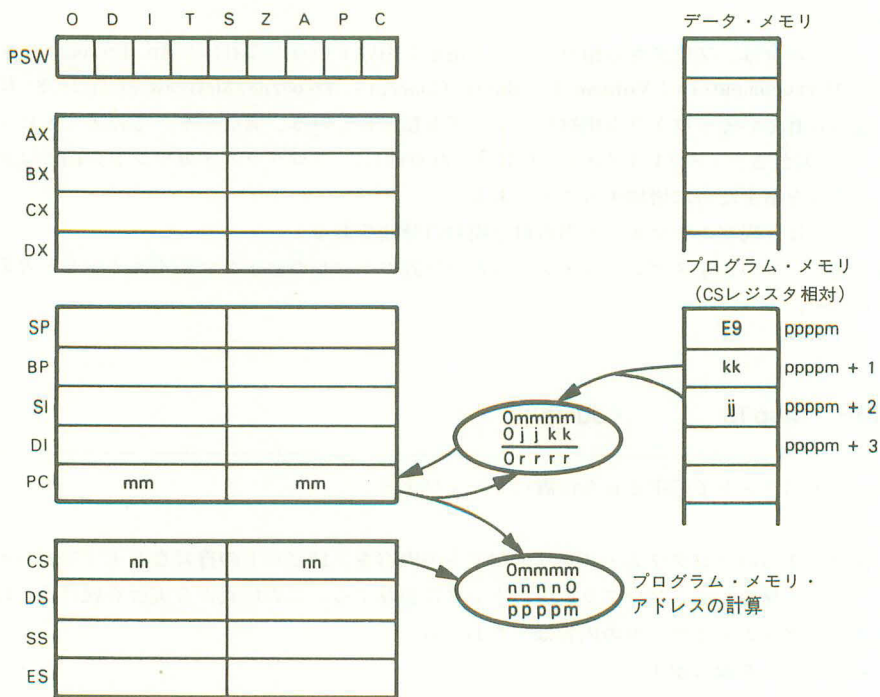 O D I T S Z A P C
PSW
データ・メモリ
AX
BX
CX
DX
プログラム・メモリ
(CSレジスタ相対)
SP
BP
SI
DI
PC mm mm
E9 ppppm
kk ppppm + 1
jj ppppm + 2
ppppm + 3
0mmmm
0jjkk
0rrrr
CS nn nn
DS
SS
ES
0mmmm
nnnn0
ppppm
プログラム・メモリ・
アドレスの計算